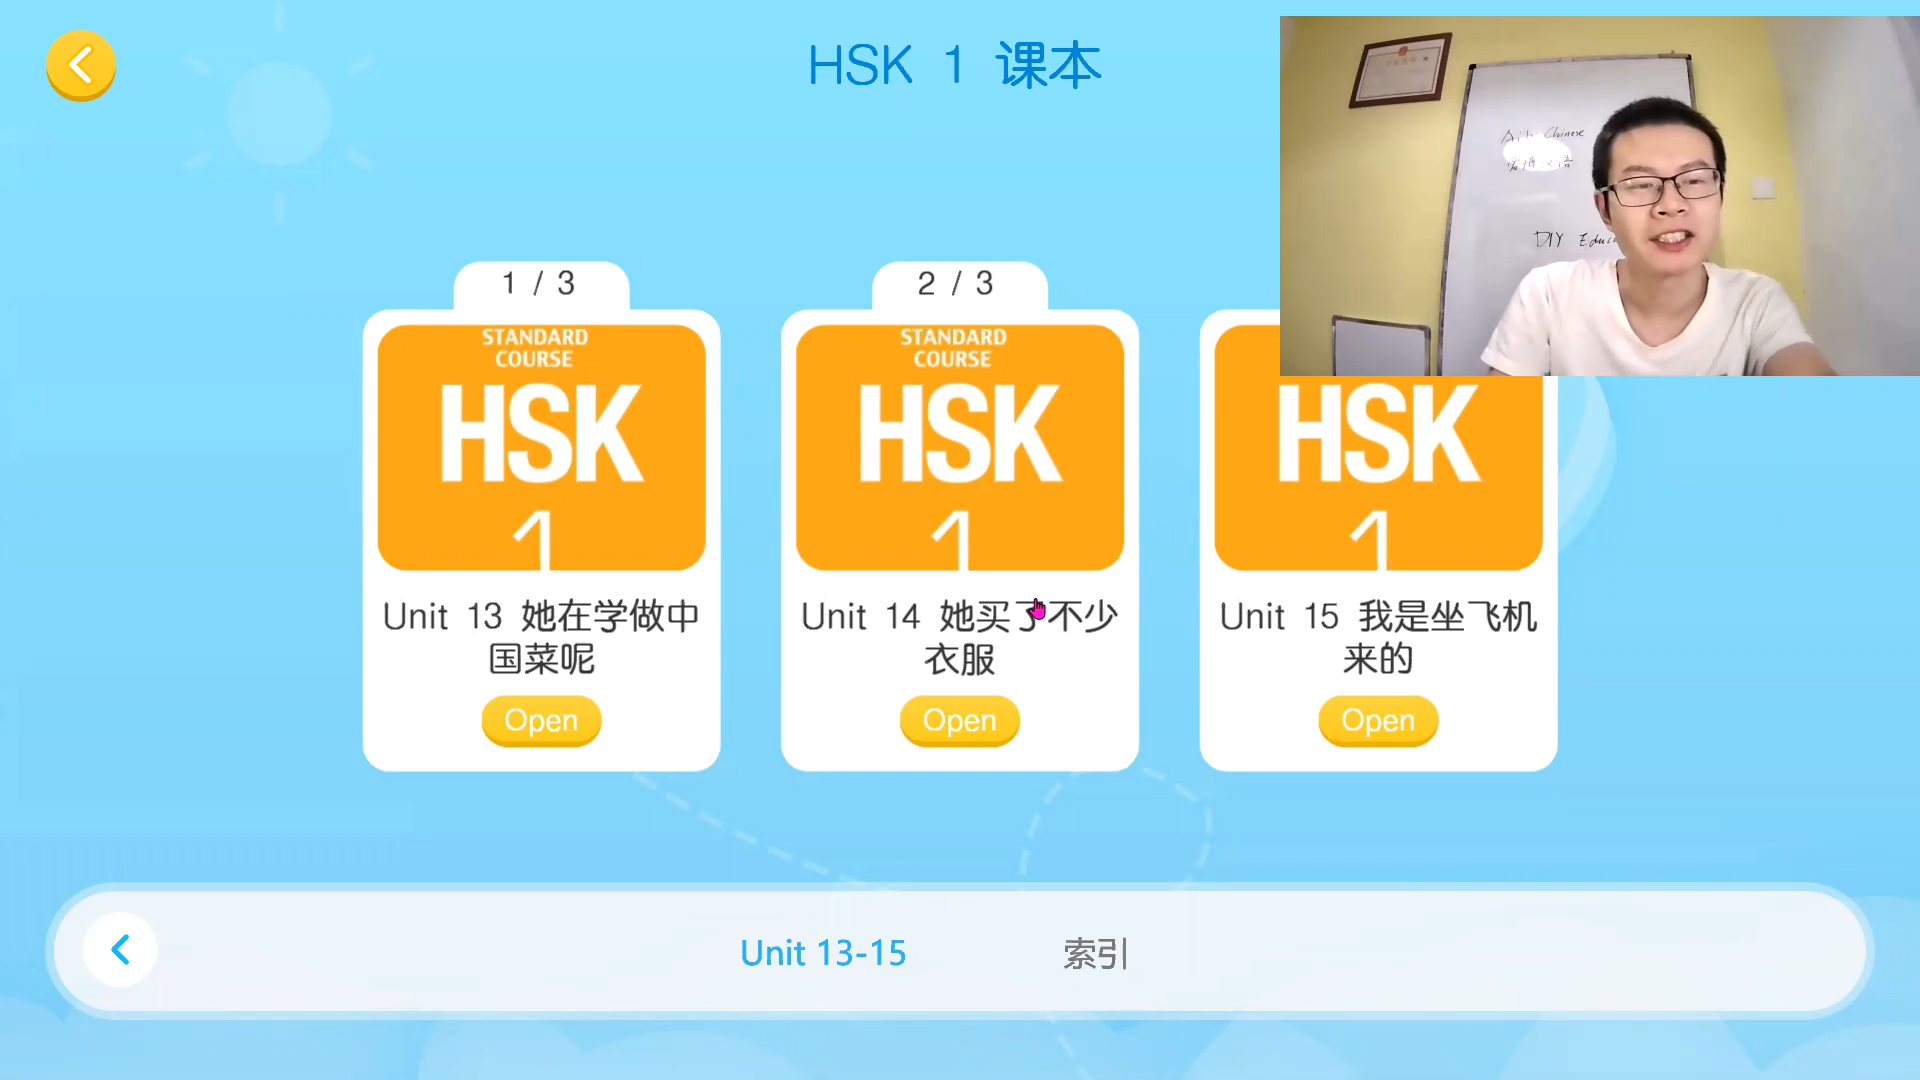 HSK 1 课本
Chinese
DIY
1 / 3
STANDARD
COURSE
HSK
1
Unit 13 她在学做中
国菜呢
Open
2 / 3
STANDARD
COURSE
HSK
1
Unit 14 她买了不少
衣服
Open
HSK
1
Unit 15 我是坐飞机
来的
Open
Unit 13-15
索引